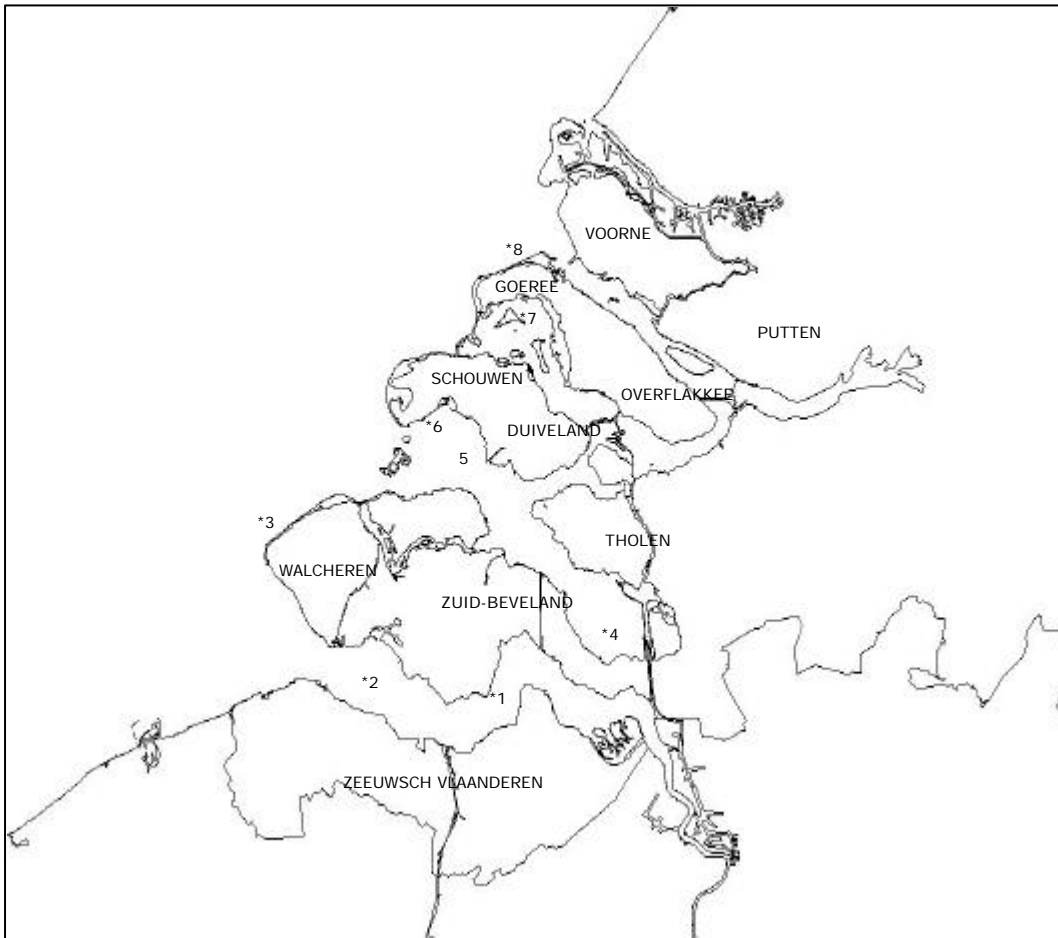 VOORNE
*8
GOEREE
*7
PUTTEN
SCHOUWEN
OVERFLAKKEE
*6
DUIVELAND
5
*3
THOLEN
WALCHEREN
ZUID-BEVELAND
*4
*2
*1
ZEEUWSCH VLAANDEREN